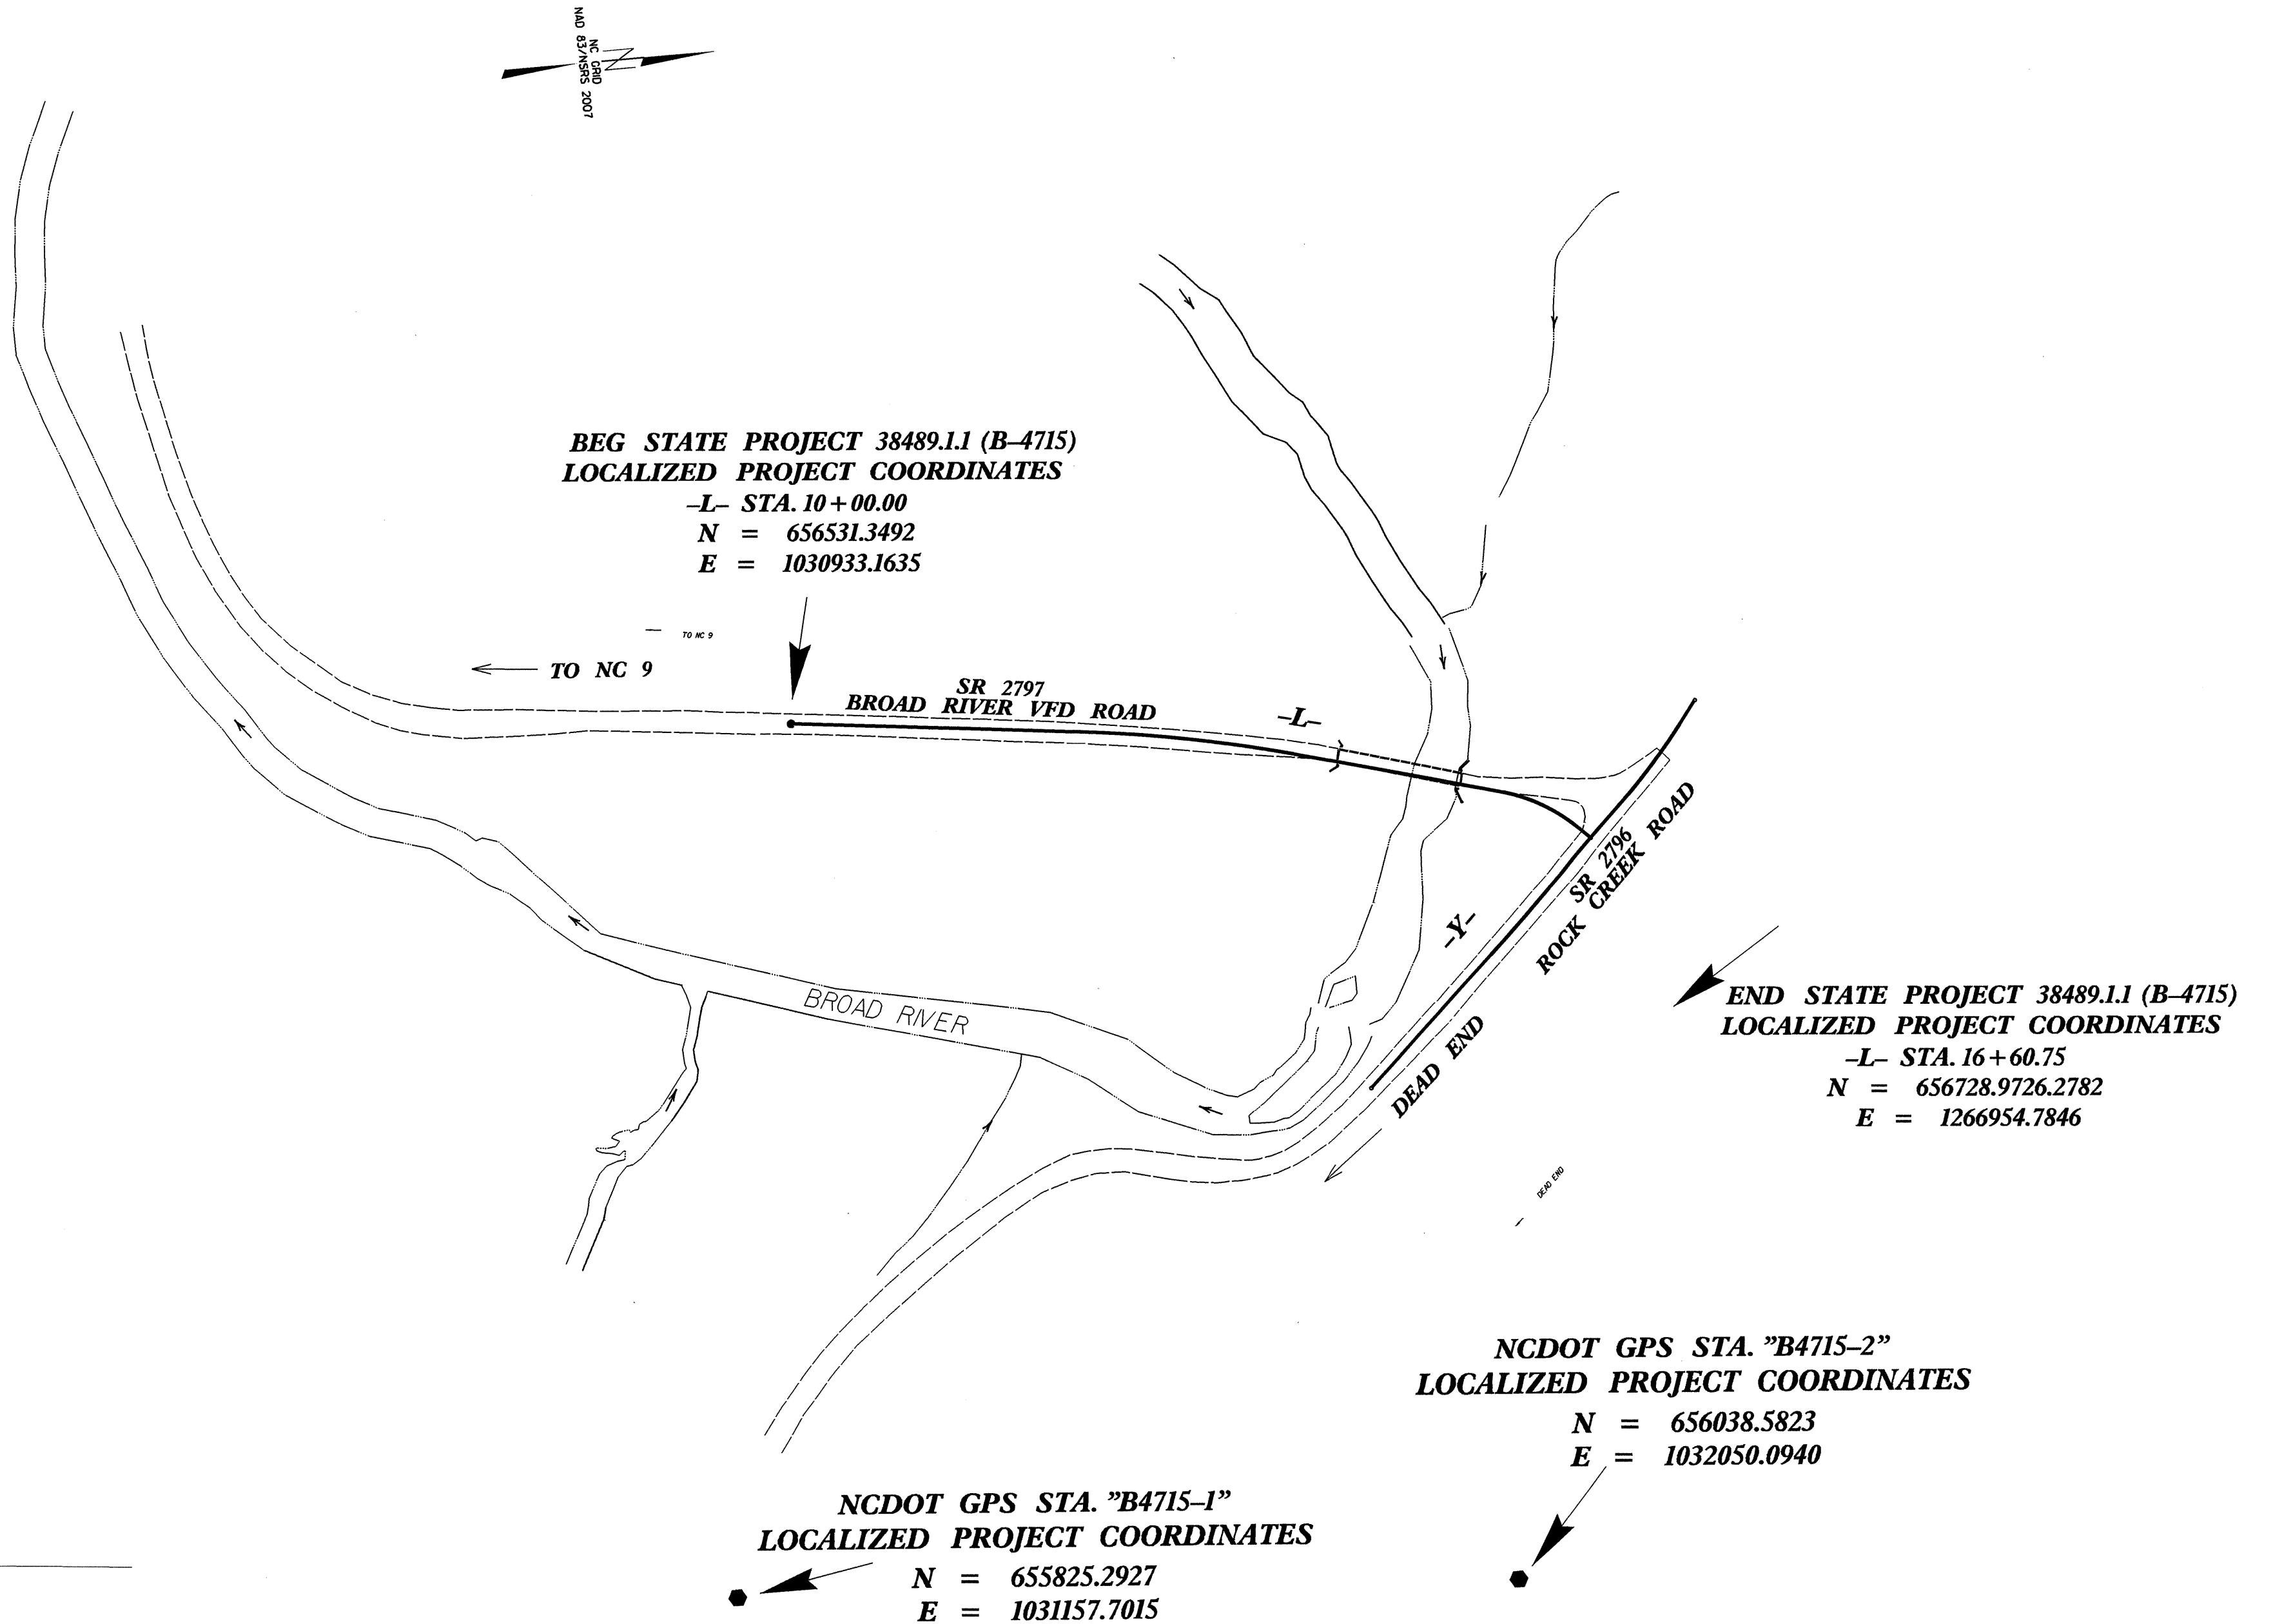 NC GRID
NAD 83/NSRS 2007
BEG STATE PROJECT 38489.1.1 (B-4715)
LOCALIZED PROJECT COORDINATES
-L- STA. 10+00.00
N = 656531.3492
E = 1030933.1635
TO NC 9
TO NC 9
SR 2797
BROAD RIVER VFD ROAD
-L-
SR 2796
ROCK CREEK ROAD
-Y-
DEAD END
BROAD RIVER
END STATE PROJECT 38489.1.1 (B-4715)
LOCALIZED PROJECT COORDINATES
-L- STA. 16+60.75
N = 656728.9726.2782
E = 1266954.7846
DEAD END
NCDOT GPS STA. "B4715-2"
LOCALIZED PROJECT COORDINATES
N = 656038.5823
E = 1032050.0940
NCDOT GPS STA. "B4715-1"
LOCALIZED PROJECT COORDINATES
N = 655825.2927
E = 1031157.7015